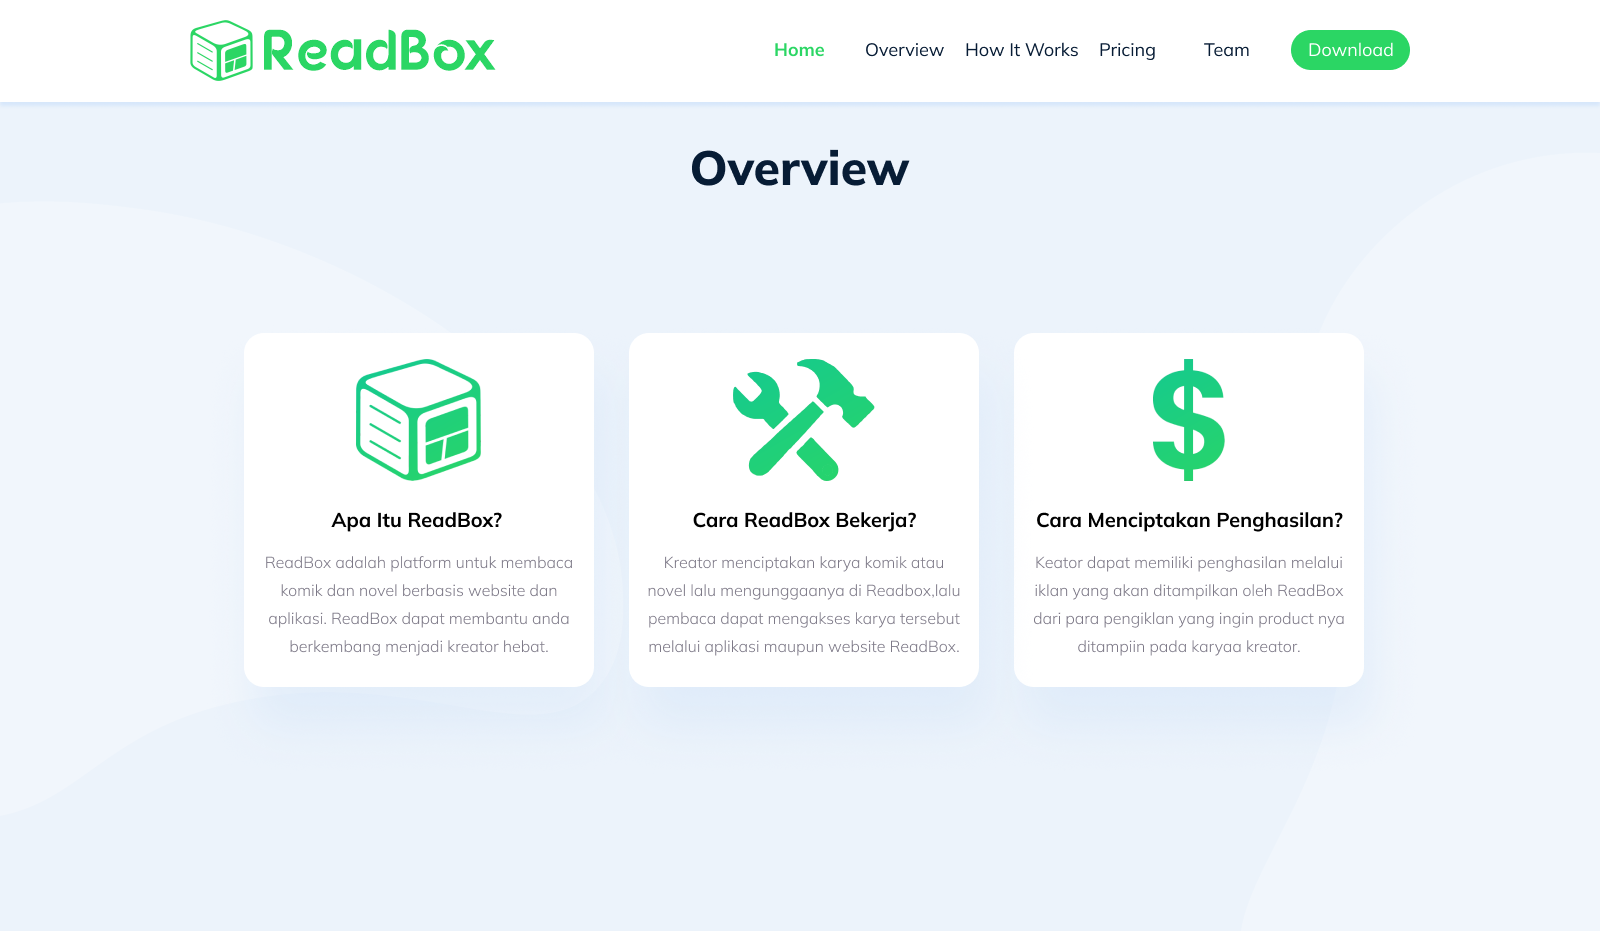 ReadBox
Home Overview How It Works Pricing Team Download
Overview
Apa Itu ReadBox?
ReadBox adalah platform untuk membaca
komik dan novel berbasis website dan
aplikasi. ReadBox dapat membantu anda
berkembang menjadi kreator hebat.
Cara ReadBox Bekerja?
Kreator menciptakan karya komik atau
novel lalu mengunggaanya di Readbox,lalu
pembaca dapat mengakses karya tersebut
melalui aplikasi maupun website ReadBox.
Cara Menciptakan Penghasilan?
Keator dapat memiliki penghasilan melalui
iklan yang akan ditampilkan oleh ReadBox
dari para pengiklan yang ingin product nya
ditampiin pada karyaa kreator.